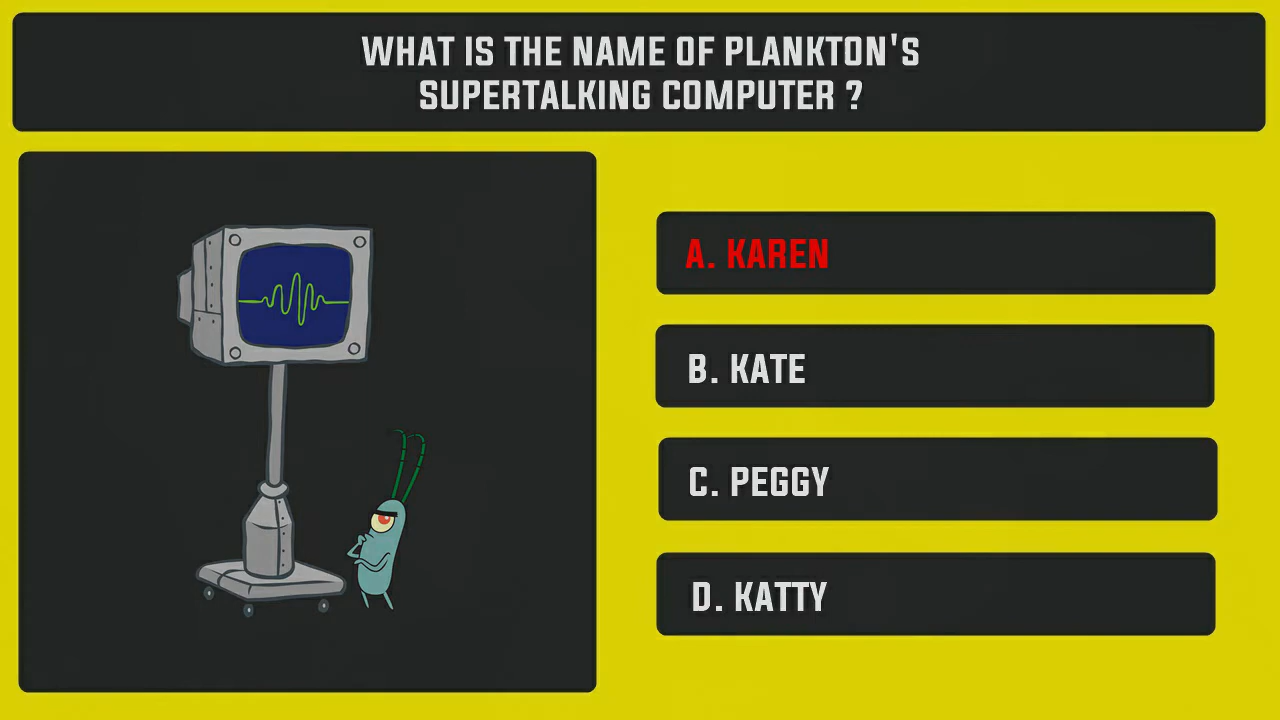 WHAT IS THE NAME OF PLANKTON'S
SUPERTALKING COMPUTER ?
A. KAREN
B. KATE
C. PEGGY
D. KATTY